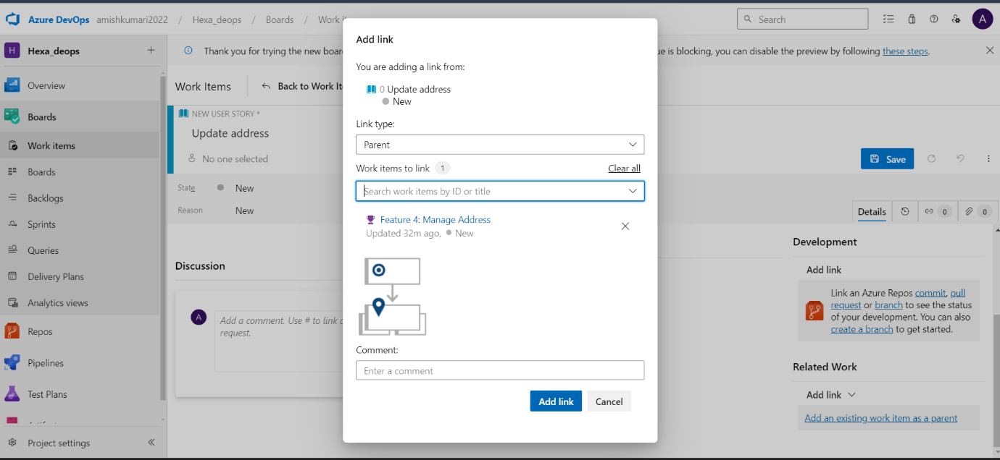 Azure DevOps amishkumari2022 / Hexa_deops / Boards / Work it
Search
A
H Hexa_deops +
Overview
Boards
Work items
Boards
Backlogs
Sprints
Queries
Delivery Plans
Analytics views
Repos
Pipelines
Test Plans
Project settings
Thank you for trying the new boar
ue is blocking, you can disable the preview by following these steps.
Work Items
Back to Work Ite
NEW USER STORY *
Update address
No one selected
State
New
Reason
New
Save
Details
0
0
Discussion
A
Add a comment. Use # to link a
request.
Add link
You are adding a link from:
0 Update address
New
Link type:
Parent
Work items to link 1
Clear all
Search work items by ID or title
Feature 4: Manage Address
Updated 32m ago, New
Comment:
Enter a comment
Add link
Cancel
Development
Add link
Link an Azure Repos commit, pull
request or branch to see the status
of your development. You can also
create a branch to get started.
Related Work
Add link
Add an existing work item as a parent